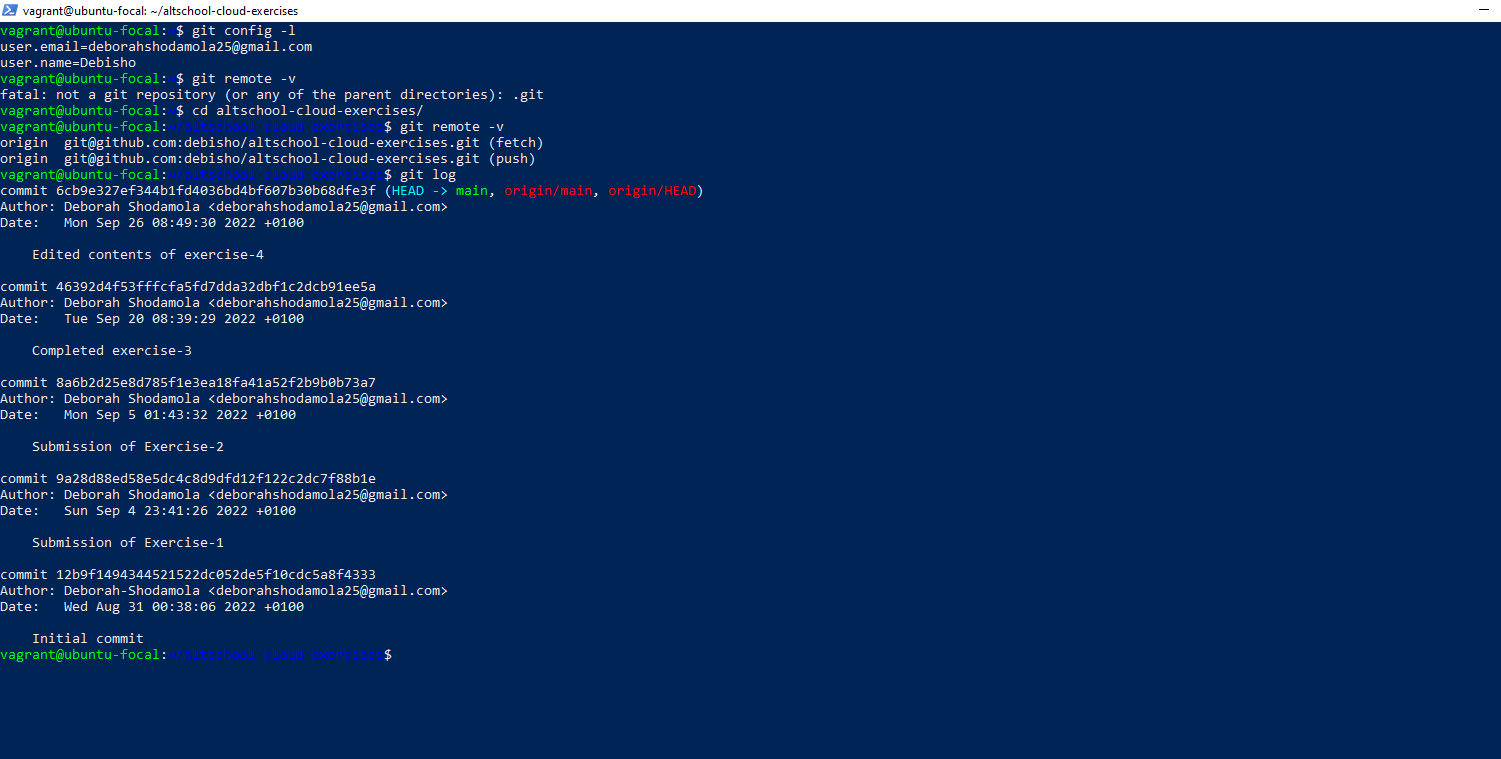 vagrant@ubuntu-focal: ~/altschool-cloud-exercises
vagrant@ubuntu-focal:~$ git config -l
user.email=deborahshodamola25@gmail.com
user.name=Debisho
vagrant@ubuntu-focal:~$ git remote -v
fatal: not a git repository (or any of the parent directories): .git
vagrant@ubuntu-focal:~$ cd altschool-cloud-exercises/
vagrant@ubuntu-focal:~/altschool-cloud-exercises$ git remote -v
origin  git@github.com:debisho/altschool-cloud-exercises.git (fetch)
origin  git@github.com:debisho/altschool-cloud-exercises.git (push)
vagrant@ubuntu-focal:~/altschool-cloud-exercises$ git log
commit 6cb9e327ef344b1fd4036bd4bf607b30b68dfe3f (HEAD -> main, origin/main, origin/HEAD)
Author: Deborah Shodamola <deborahshodamola25@gmail.com>
Date:   Mon Sep 26 08:49:30 2022 +0100
    Edited contents of exercise-4
commit 46392d4f53fffcfa5fd7dda32dbf1c2dcb91ee5a
Author: Deborah Shodamola <deborahshodamola25@gmail.com>
Date:   Tue Sep 20 08:39:29 2022 +0100
    Completed exercise-3
commit 8a6b2d25e8d785f1e3ea18fa41a52f2b9b0b73a7
Author: Deborah Shodamola <deborahshodamola25@gmail.com>
Date:   Mon Sep 5 01:43:32 2022 +0100
    Submission of Exercise-2
commit 9a28d88ed58e5dc4c8d9dfd12f122c2dc7f88b1e
Author: Deborah Shodamola <deborahshodamola25@gmail.com>
Date:   Sun Sep 4 23:41:26 2022 +0100
    Submission of Exercise-1
commit 12b9f1494344521522dc052de5f10cdc5a8f4333
Author: Deborah-Shodamola <deborahshodamola25@gmail.com>
Date:   Wed Aug 31 00:38:06 2022 +0100
    Initial commit
vagrant@ubuntu-focal:~/altschool-cloud-exercises$